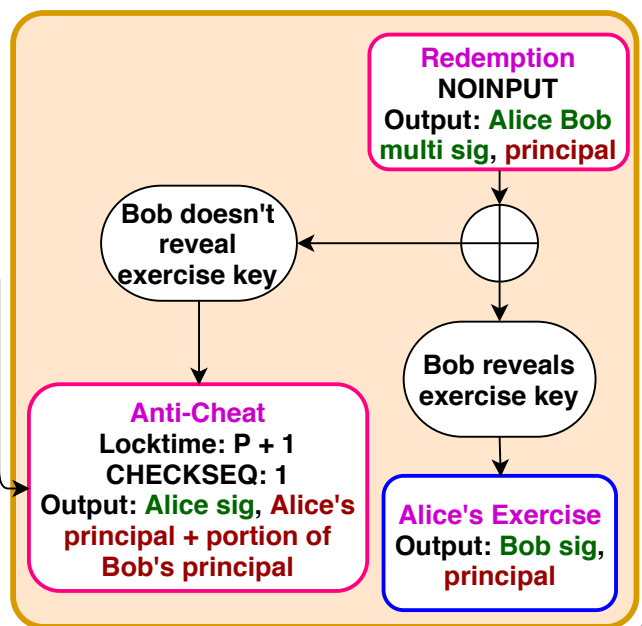 Redemption
NOINPUT
Output: Alice Bob
multi sig, principal
Bob doesn't
reveal
exercise key
Bob reveals
exercise key
Anti-Cheat
Locktime: P + 1
CHECKSEQ: 1
Output: Alice sig, Alice's
principal + portion of
Bob's principal
Alice's Exercise
Output: Bob sig,
principal